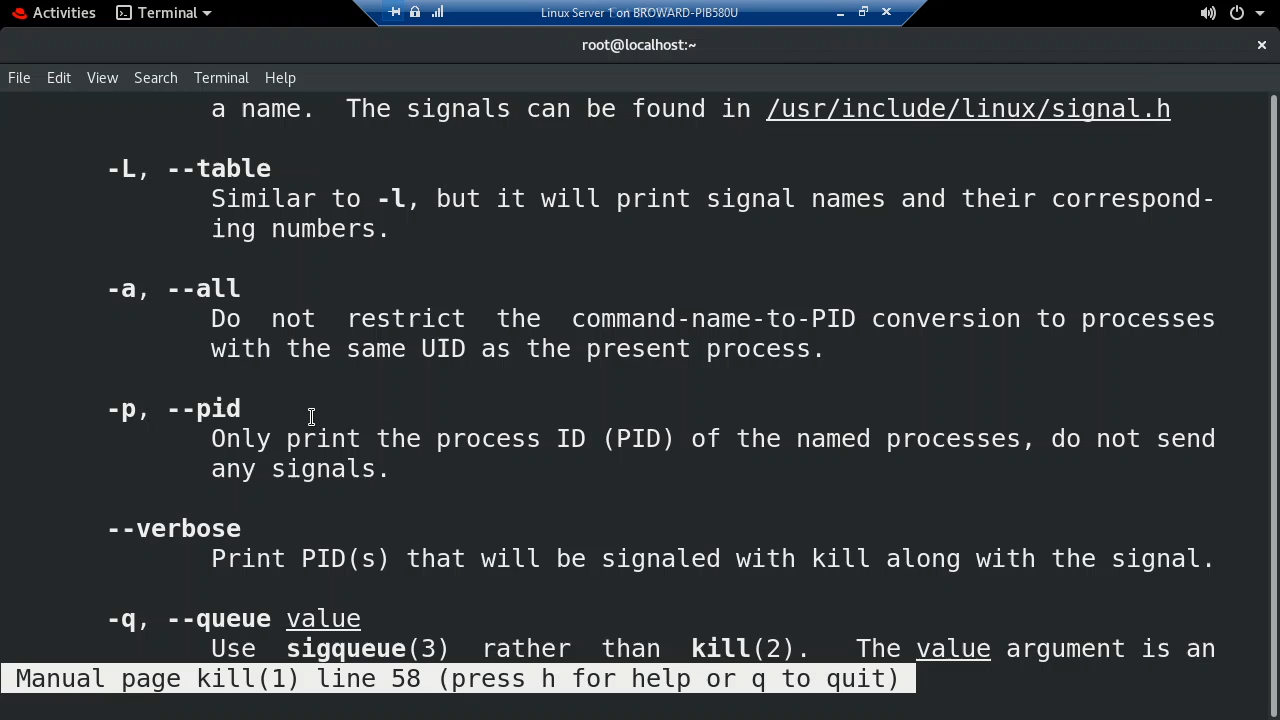 Activities Terminal Linux Server 1 on BROWARD-PIB580U
root@localhost:~
File Edit View Search Terminal Help
a name.  The signals can be found in /usr/include/linux/signal.h
-L, --table
Similar to -l, but it will print signal names and their correspond-
ing numbers.
-a, --all
Do  not  restrict  the  command-name-to-PID conversion to processes
with the same UID as the present process.
-p, --pid
Only print the process ID (PID) of the named processes, do not send
any signals.
--verbose
Print PID(s) that will be signaled with kill along with the signal.
-q, --queue value
Use  sigqueue(3)  rather  than  kill(2).   The value argument is an
Manual page kill(1) line 58 (press h for help or q to quit)